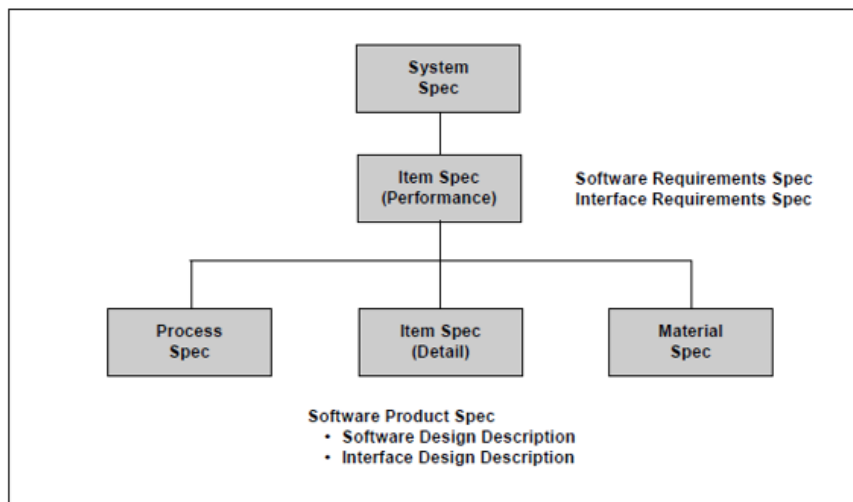 System
Spec
Item Spec
(Performance)
Software Requirements Spec
Interface Requirements Spec
Process
Spec
Item Spec
(Detail)
Material
Spec
Software Product Spec
• Software Design Description
• Interface Design Description